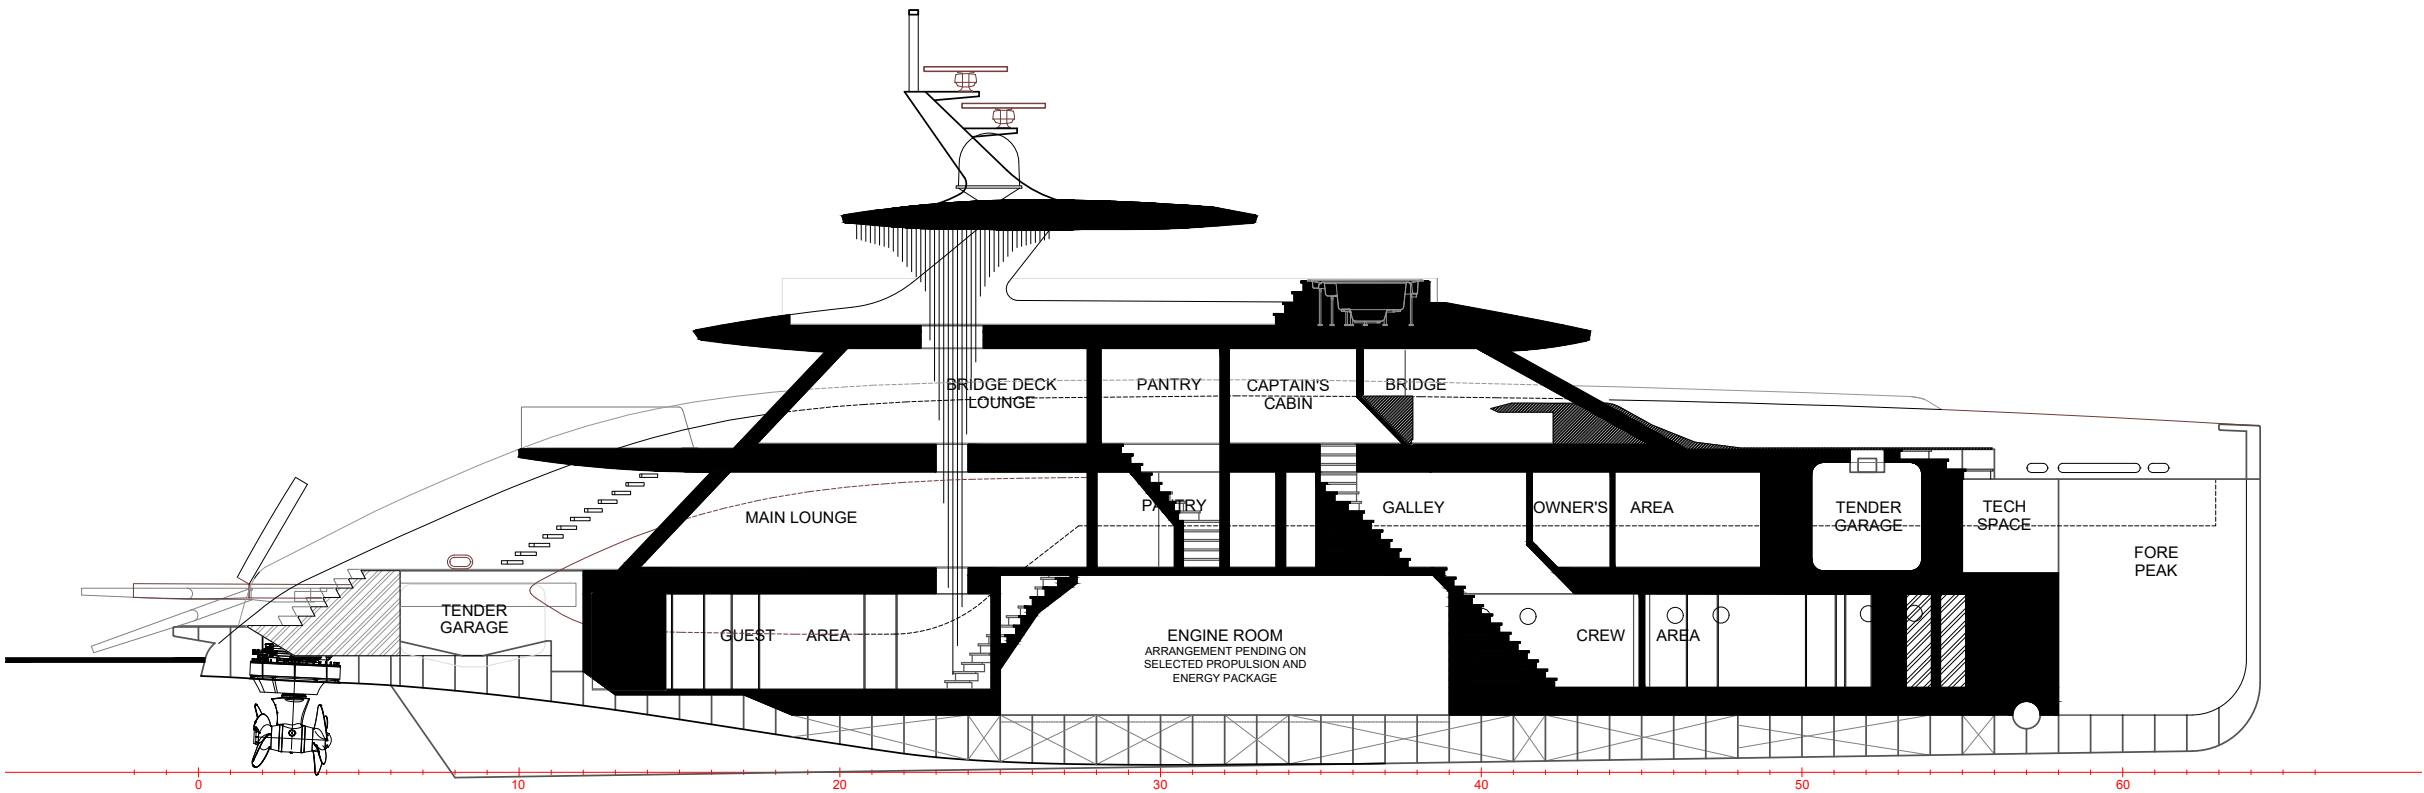 BRIDGE DECK
LOUNGE
PANTRY
CAPTAIN'S
CABIN
BRIDGE
MAIN LOUNGE
PANTRY
GALLEY
OWNER'S AREA
TENDER
GARAGE
TECH
SPACE
FORE
PEAK
TENDER
GARAGE
GUEST AREA
ENGINE ROOM
ARRANGEMENT PENDING ON
SELECTED PROPULSION AND
ENERGY PACKAGE
CREW AREA
0 10 20 30 40 50 60